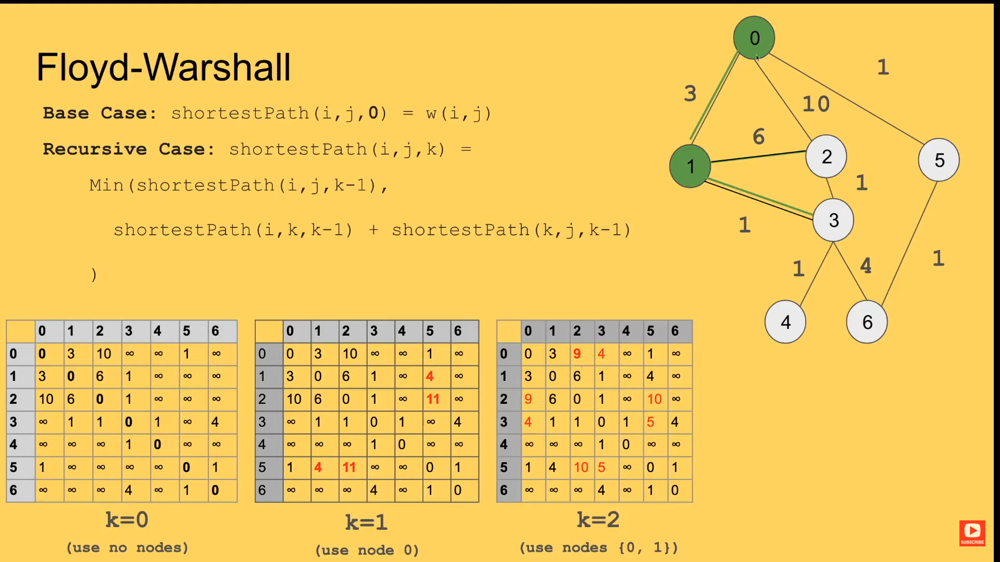 Floyd-Warshall
Base Case: shortestPath(i,j,0) = w(i,j)
Recursive Case: shortestPath(i,j,k) =
Min(shortestPath(i,j,k-1),
shortestPath(i,k,k-1) + shortestPath(k,j,k-1)
)
0
1
3
10
6
1
2
5
1
3
1
1
4
1
4
6
0 1 2 3 4 5 6
0 0 3 10 ∞ ∞ 1 ∞
1 3 0 6 1 ∞ ∞ ∞
2 10 6 0 1 ∞ ∞ ∞
3 ∞ 1 1 0 1 ∞ 4
4 ∞ ∞ ∞ 1 0 ∞ ∞
5 1 ∞ ∞ ∞ ∞ 0 1
6 ∞ ∞ ∞ 4 ∞ 1 0
k=0
(use no nodes)
0 1 2 3 4 5 6
0 0 3 10 ∞ ∞ 1 ∞
1 3 0 6 1 ∞ 4 ∞
2 10 6 0 1 ∞ 11 ∞
3 ∞ 1 1 0 1 ∞ 4
4 ∞ ∞ ∞ 1 0 ∞ ∞
5 1 4 11 ∞ ∞ 0 1
6 ∞ ∞ ∞ 4 ∞ 1 0
k=1
(use node 0)
0 1 2 3 4 5 6
0 0 3 9 4 ∞ 1 ∞
1 3 0 6 1 ∞ 4 ∞
2 9 6 0 1 ∞ 10 ∞
3 4 1 1 0 1 5 4
4 ∞ ∞ ∞ 1 0 ∞ ∞
5 1 4 10 5 ∞ 0 1
6 ∞ ∞ ∞ 4 ∞ 1 0
k=2
(use nodes {0, 1})
SUBSCRIBE